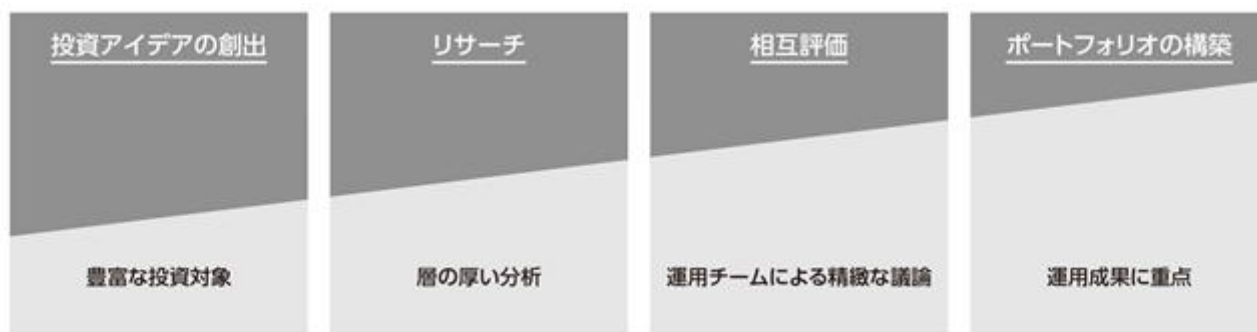 投資アイデアの創出
豊富な投資対象
リサーチ
層の厚い分析
相互評価
運用チームによる精緻な議論
ポートフォリオの構築
運用成果に重点